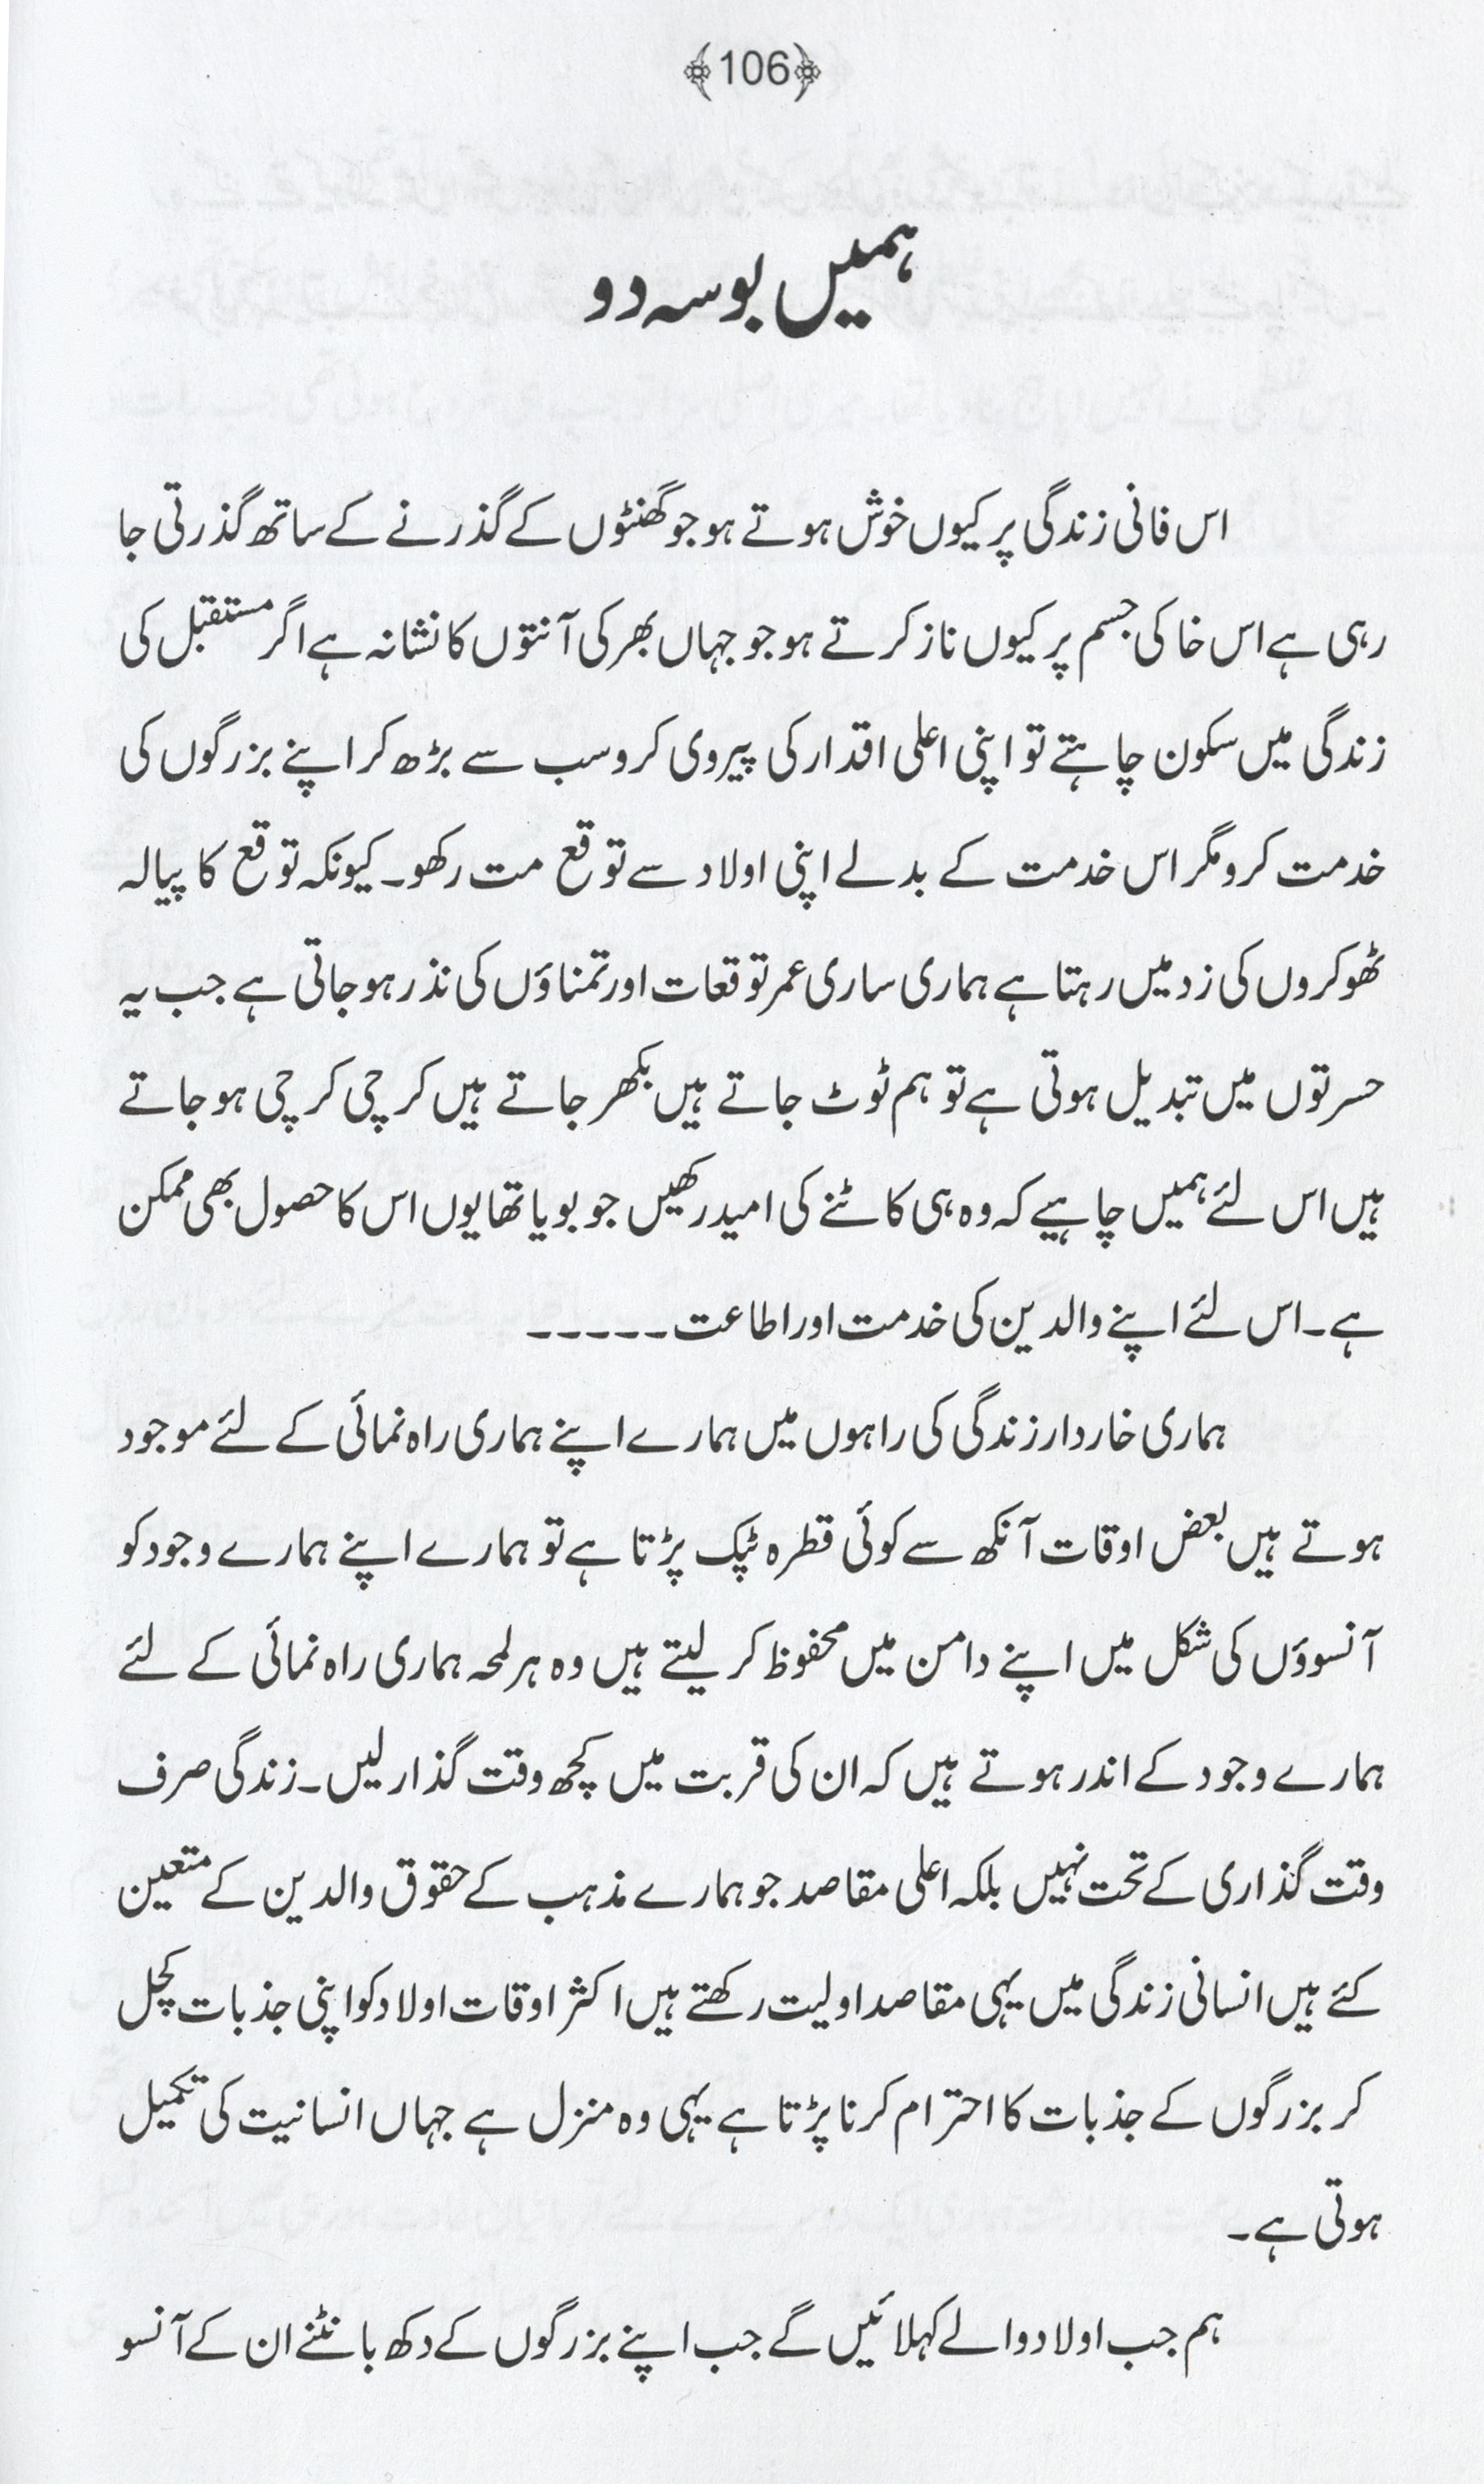 106
ہمیں بوسہ دو
اس فانی زندگی پر کیوں خوش ہوتے ہو جو گھنٹوں کے گذرنے کے ساتھ گذرتی جا
رہی ہے اس خاکی جسم پر کیوں ناز کرتے ہو جو جہاں بھر کی آنتوں کا نشانہ ہے اگر مستقبل کی
زندگی میں سکون چاہتے تو اپنی اعلی اقدار کی پیروی کرو سب سے بڑھ کر اپنے بزرگوں کی
خدمت کرو مگر اس خدمت کے بدلے اپنی اولاد سے توقع مت رکھو۔ کیونکہ توقع کا پیالہ
ٹھوکروں کی زد میں رہتا ہے ہماری ساری عمر توقعات اور تمناؤں کی نذر ہو جاتی ہے جب یہ
حسرتوں میں تبدیل ہوتی ہے تو ہم ٹوٹ جاتے ہیں بکھر جاتے ہیں کرچی کرچی ہو جاتے
ہیں اس لئے ہمیں چاہیے کہ وہ ہی کاٹنے کی امید رکھیں جو بویا تھا یوں اس کا حصول بھی ممکن
ہے۔ اس لئے اپنے والدین کی خدمت اور اطاعت۔۔۔۔۔
ہماری خاردار زندگی کی راہوں میں ہمارے اپنے ہماری راہ نمائی کے لئے موجود
ہوتے ہیں بعض اوقات آنکھ سے کوئی قطرہ ٹپک پڑتا ہے تو ہمارے اپنے ہمارے وجود کو
آنسوؤں کی شکل میں اپنے دامن میں محفوظ کر لیتے ہیں وہ ہر لمحہ ہماری راہ نمائی کے لئے
ہمارے وجود کے اندر ہوتے ہیں کہ ان کی قربت میں کچھ وقت گذار لیں۔ زندگی صرف
وقت گذاری کے تحت نہیں بلکہ اعلی مقاصد جو ہمارے مذہب کے حقوق والدین کے متعین
کئے ہیں انسانی زندگی میں یہی مقاصد اولیت رکھتے ہیں اکثر اوقات اولاد کو اپنی جذبات کچل
کر بزرگوں کے جذبات کا احترام کرنا پڑتا ہے یہی وہ منزل ہے جہاں انسانیت کی تکمیل
ہوتی ہے۔
ہم جب اولاد والے کہلائیں گے جب اپنے بزرگوں کے دکھ بانٹنے ان کے آنسو